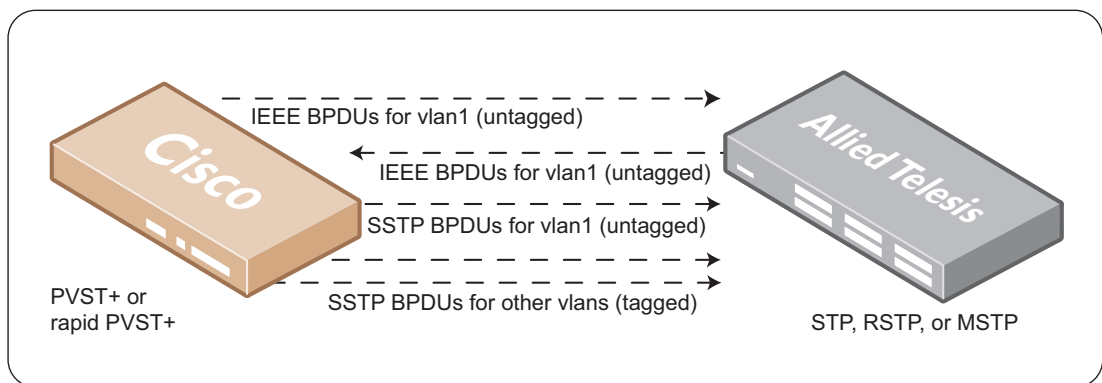 IEEE BPDUs for vlan1 (untagged)
Cisco
Allied Telesis
IEEE BPDUs for vlan1 (untagged)
SSTP BPDUs for vlan1 (untagged)
SSTP BPDUs for other vlans (tagged)
PVST+ or
rapid PVST+
STP, RSTP, or MSTP